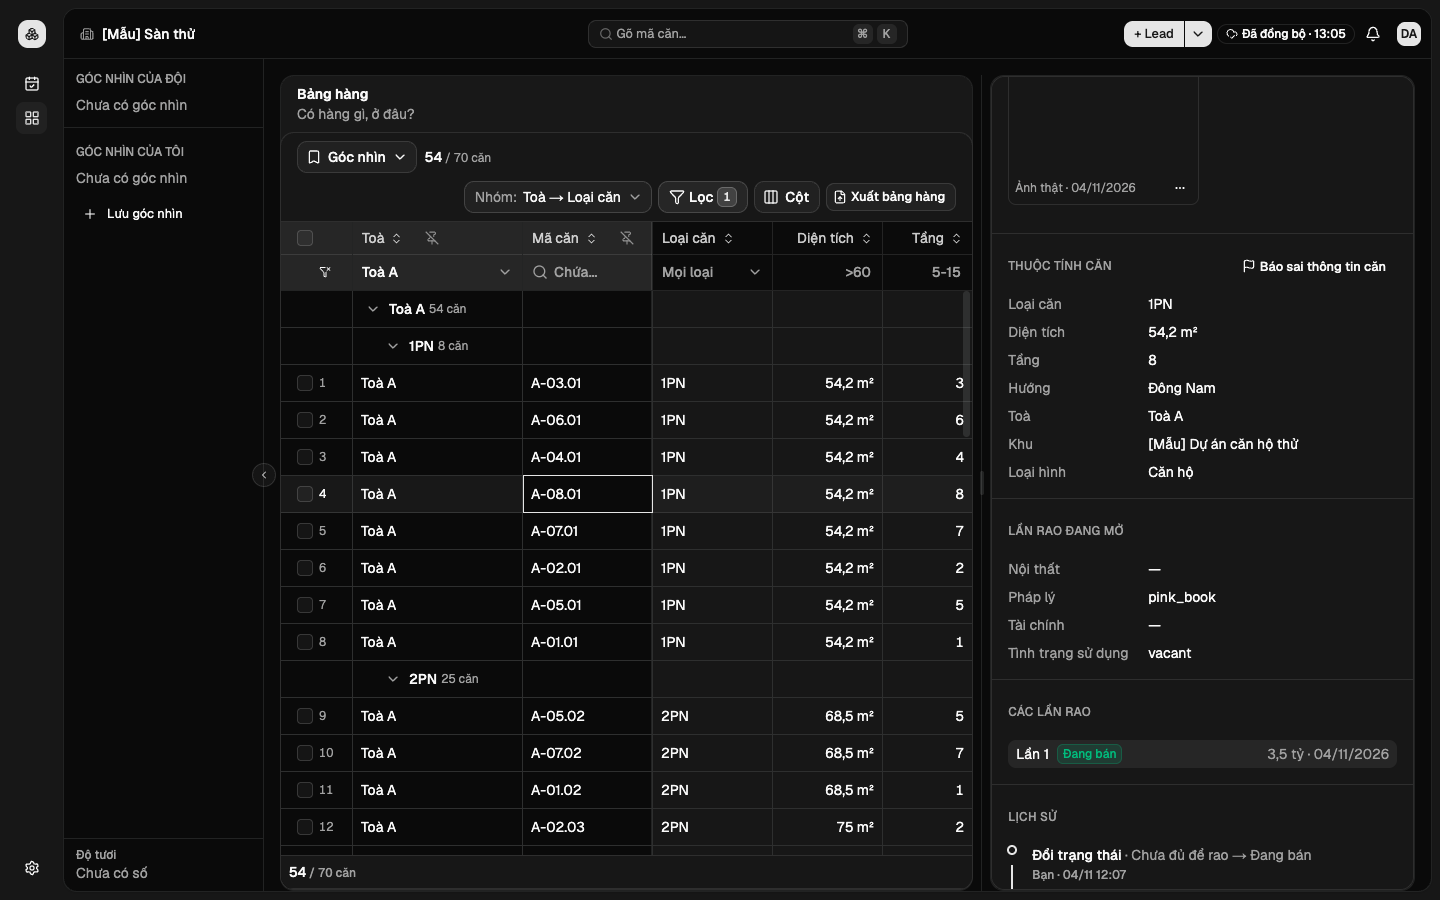 [Mẫu] Sàn thử
Gõ mã căn...
⌘ K
+ Lead
Đã đồng bộ · 13:05
DA
GÓC NHÌN CỦA ĐỘI
Chưa có góc nhìn
GÓC NHÌN CỦA TÔI
Chưa có góc nhìn
+ Lưu góc nhìn
Độ tươi
Chưa có số
Bảng hàng
Có hàng gì, ở đâu?
Góc nhìn
54 / 70 căn
Nhóm: Toà → Loại căn
Lọc 1
Cột
Xuất bảng hàng
Toà Mã căn Loại căn Diện tích Tầng
Toà A Chứa... Mọi loại >60 5-15
Toà A 54 căn
1PN 8 căn
1 Toà A A-03.01 1PN 54,2 m² 3
2 Toà A A-06.01 1PN 54,2 m² 6
3 Toà A A-04.01 1PN 54,2 m² 4
4 Toà A A-08.01 1PN 54,2 m² 8
5 Toà A A-07.01 1PN 54,2 m² 7
6 Toà A A-02.01 1PN 54,2 m² 2
7 Toà A A-05.01 1PN 54,2 m² 5
8 Toà A A-01.01 1PN 54,2 m² 1
2PN 25 căn
9 Toà A A-05.02 2PN 68,5 m² 5
10 Toà A A-07.02 2PN 68,5 m² 7
11 Toà A A-01.02 2PN 68,5 m² 1
12 Toà A A-02.03 2PN 75 m² 2
54 / 70 căn
Ảnh thật · 04/11/2026
...
THUỘC TÍNH CĂN
Báo sai thông tin căn
Loại căn 1PN
Diện tích 54,2 m²
Tầng 8
Hướng Đông Nam
Toà Toà A
Khu [Mẫu] Dự án căn hộ thử
Loại hình Căn hộ
LẦN RAO ĐANG MỞ
Nội thất —
Pháp lý pink_book
Tài chính —
Tình trạng sử dụng vacant
CÁC LẦN RAO
Lần 1 Đang bán 3,5 tỷ · 04/11/2026
LỊCH SỬ
Đổi trạng thái · Chưa đủ để rao → Đang bán
Bạn · 04/11 12:07